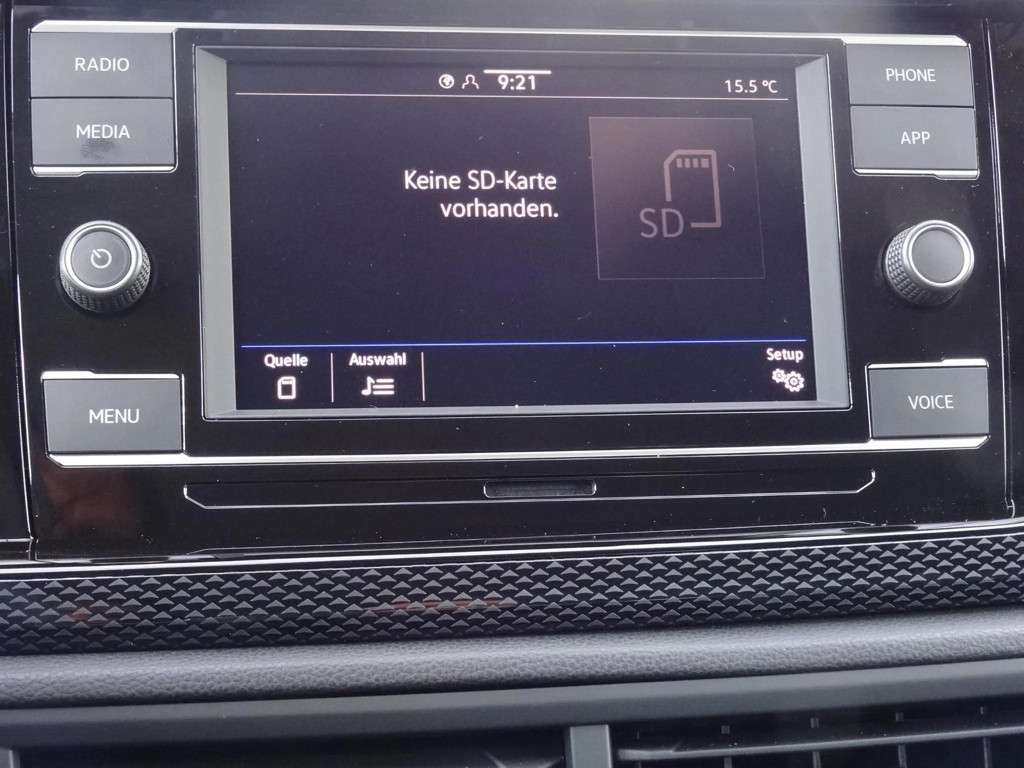 RADIO
PHONE
9:21
15.5 °C
MEDIA
APP
Keine SD-Karte
vorhanden.
SD
Quelle
Auswahl
Setup
MENU
VOICE